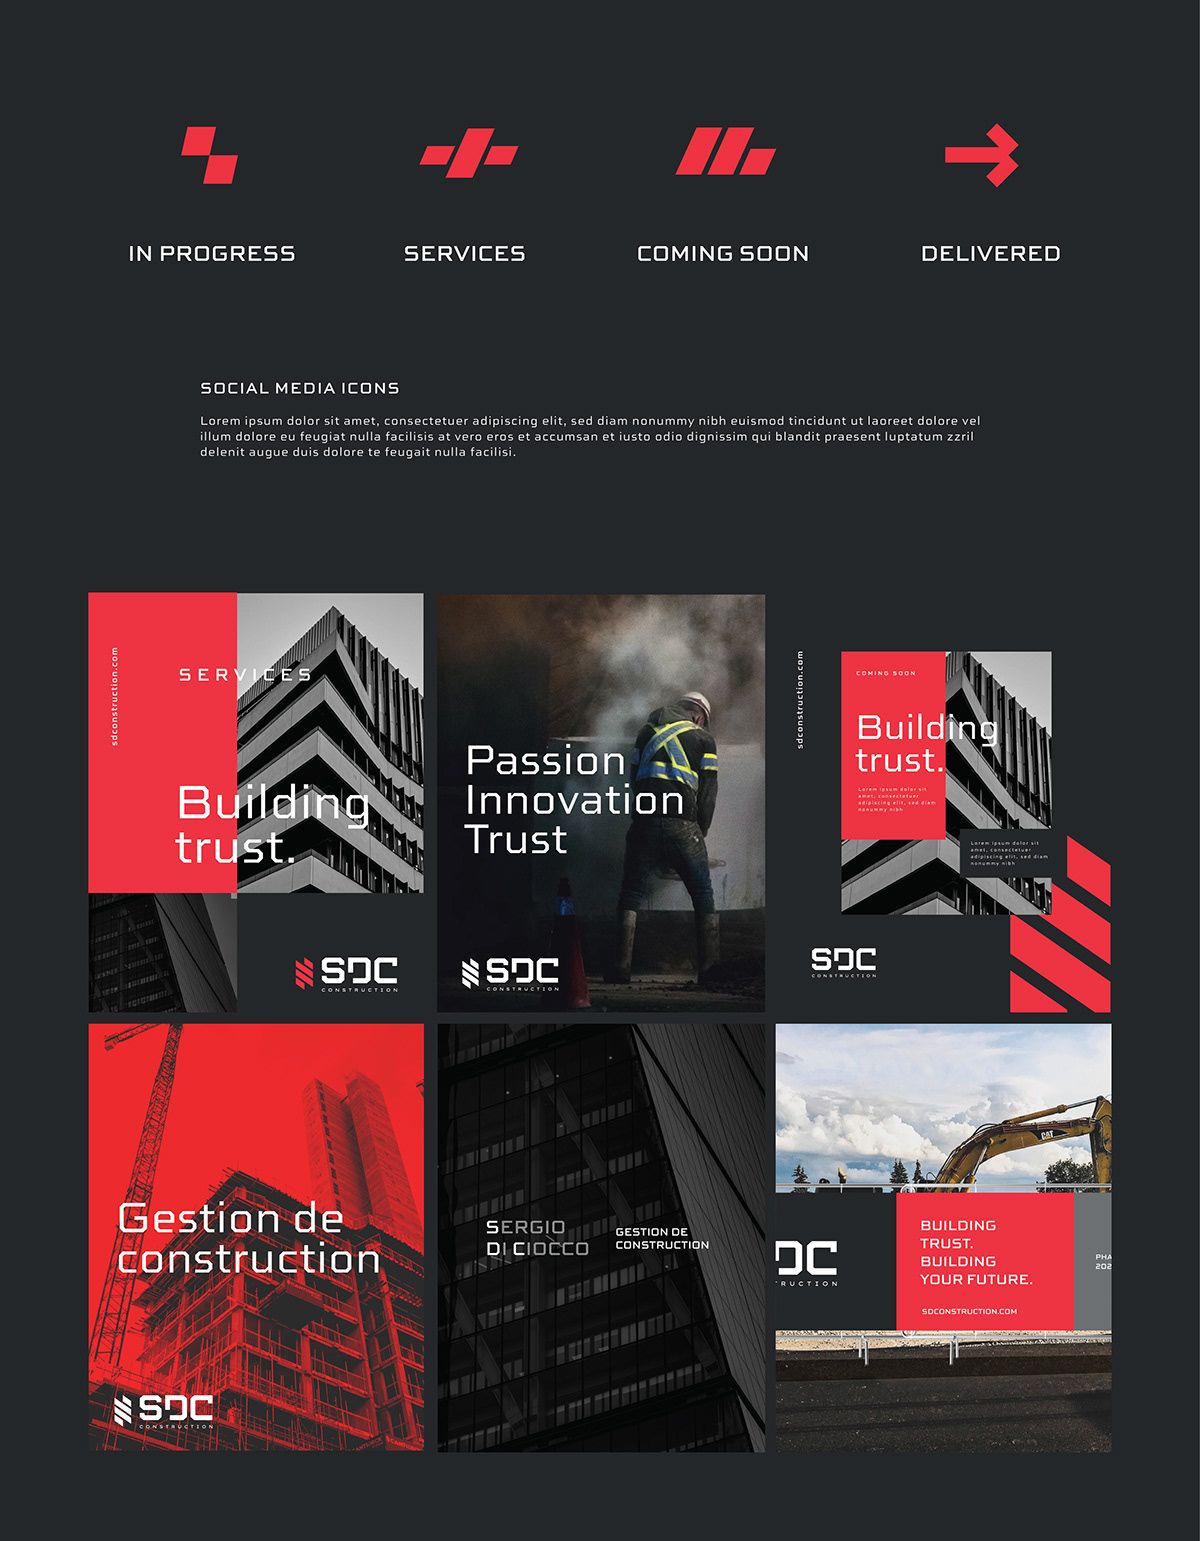 IN PROGRESS
SERVICES
COMING SOON
DELIVERED
SOCIAL MEDIA ICONS
Lorem ipsum dolor sit amet, consectetuer adipiscing elit, sed diam nonummy nibh euismod tincidunt ut laoreet dolore vel
illum dolore eu feugiat nulla facilisis at vero eros et accumsan et iusto odio dignissim qui blandit praesent luptatum zzril
delenit augue duis dolore te feugait nulla facilisi.
sdconstruction.com
SERVICES
Building
trust.
SDC
CONSTRUCTION
Passion
Innovation
Trust
SDC
CONSTRUCTION
sdconstruction.com
COMING SOON
Building
trust.
Lorem ipsum dolor sit
amet, consectetuer
adipiscing elit, sed diam
nonummy nibh
Lorem ipsum dolor sit
amet, consectetuer
adipiscing elit, sed diam
nonummy nibh
SDC
CONSTRUCTION
Gestion de
construction
SDC
CONSTRUCTION
SERGIO
DI CIOCCO
GESTION DE
CONSTRUCTION
CAT
DC
RUCTION
BUILDING
TRUST.
BUILDING
YOUR FUTURE.
SDCONSTRUCTION.COM
PHA
202